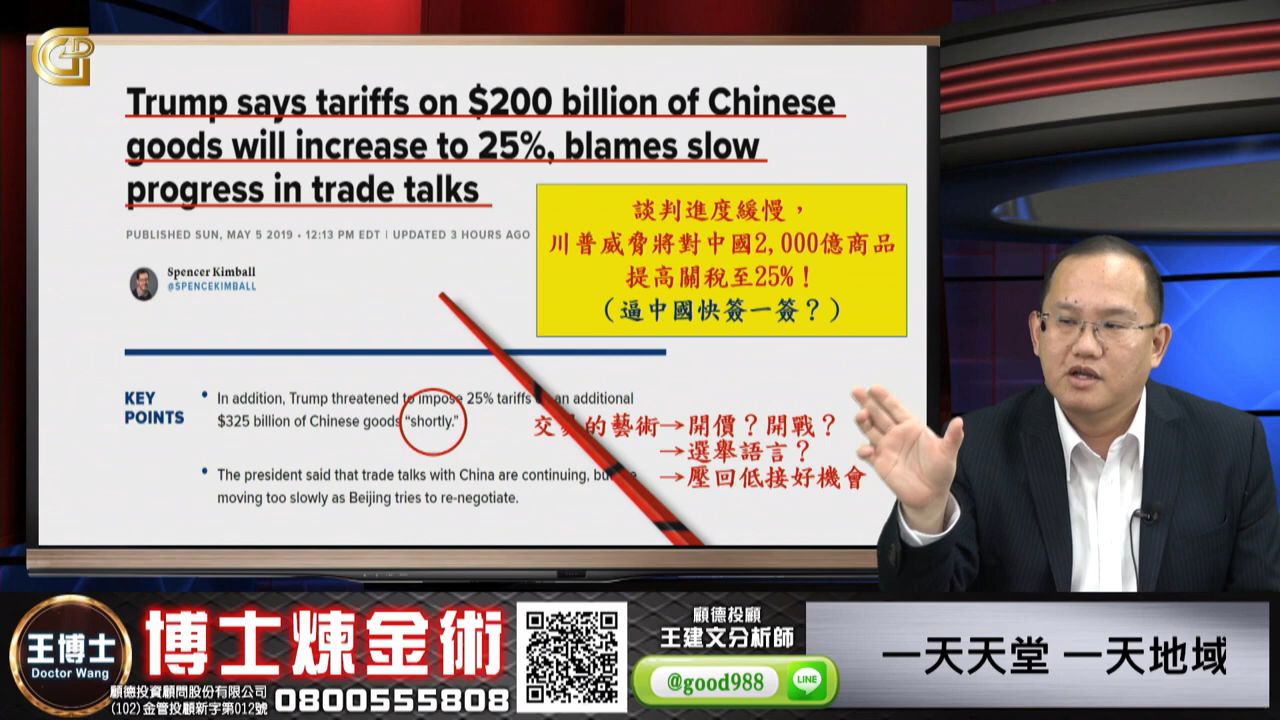 Trump says tariffs on $200 billion of Chinese
goods will increase to 25%, blames slow
progress in trade talks
PUBLISHED SUN, MAY 5 2019 • 12:13 PM EDT | UPDATED 3 HOURS AGO
Spencer Kimball
@SPENCEKIMBALL
談判進度緩慢，
川普威脅將對中國2,000億商品
提高關稅至25%！
（逼中國快簽一簽？）
KEY
POINTS
• In addition, Trump threatened to impose 25% tariffs an additional
$325 billion of Chinese goods “shortly.”
• The president said that trade talks with China are continuing, but
moving too slowly as Beijing tries to re-negotiate.
交 的藝術→開價？開戰？
→選舉語言？
→壓回低接好機會
王博士
Doctor Wang
博士煉金術
顧德投資顧問股份有限公司
(102)金管投顧新字第012號
0800555808
顧德投顧
王建文分析師
@good988
LINE
一天天堂 一天地域